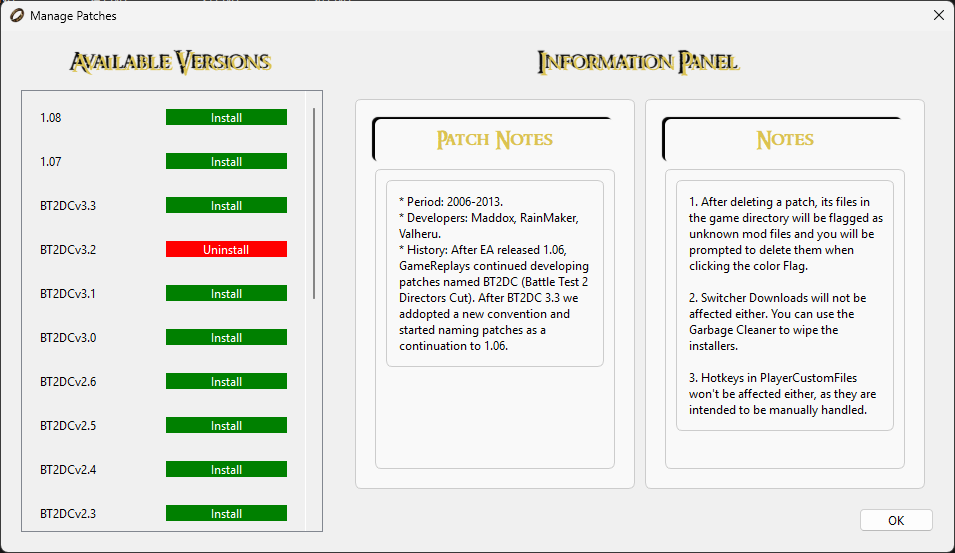 Manage Patches
Available Versions
1.08 Install
1.07 Install
BT2DCv3.3 Install
BT2DCv3.2 Uninstall
BT2DCv3.1 Install
BT2DCv3.0 Install
BT2DCv2.6 Install
BT2DCv2.5 Install
BT2DCv2.4 Install
BT2DCv2.3 Install
Information Panel
Patch Notes
* Period: 2006-2013.
* Developers: Maddox, RainMaker,
Valheru.
* History: After EA released 1.06,
GameReplays continued developing
patches named BT2DC (Battle Test 2
Directors Cut). After BT2DC 3.3 we
addopted a new convention and
started naming patches as a
continuation to 1.06.
Notes
1. After deleting a patch, its files in
the game directory will be flagged as
unknown mod files and you will be
prompted to delete them when
clicking the color Flag.
2. Switcher Downloads will not be
affected either. You can use the
Garbage Cleaner to wipe the
installers.
3. Hotkeys in PlayerCustomFiles
won't be affected either, as they are
intended to be manually handled.
OK